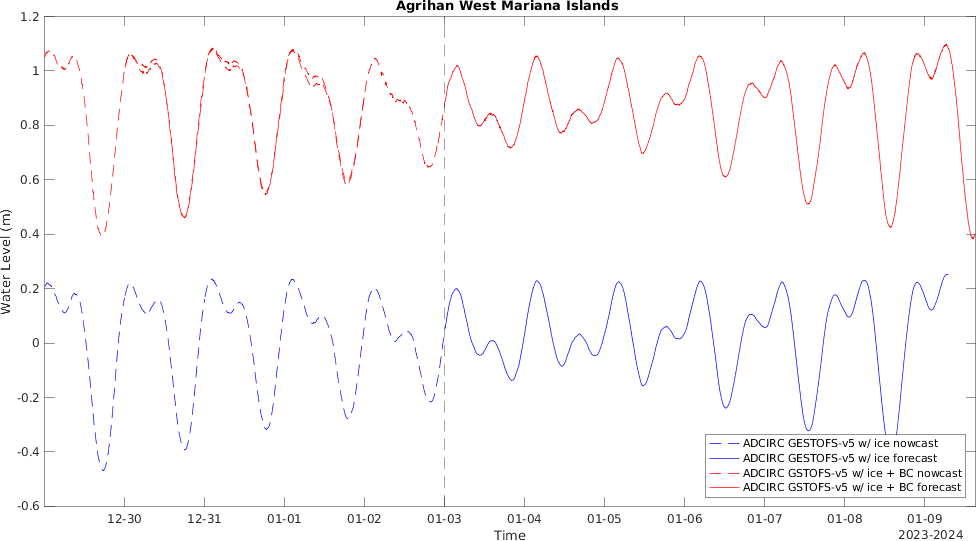 Agrihan West Mariana Islands
1.2
1
0.8
0.6
0.4
0.2
0
-0.2
-0.4
-0.6
Water Level (m)
12-30 12-31 01-01 01-02 01-03 01-04 01-05 01-06 01-07 01-08 01-09
Time
2023-2024
ADCIRC GESTOFS-v5 w/ ice nowcast
ADCIRC GESTOFS-v5 w/ ice forecast
ADCIRC GSTOFS-v5 w/ ice + BC nowcast
ADCIRC GSTOFS-v5 w/ ice + BC forecast